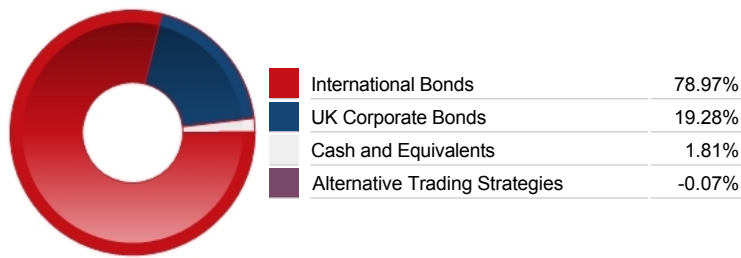 International Bonds 78.97%
UK Corporate Bonds 19.28%
Cash and Equivalents 1.81%
Alternative Trading Strategies -0.07%